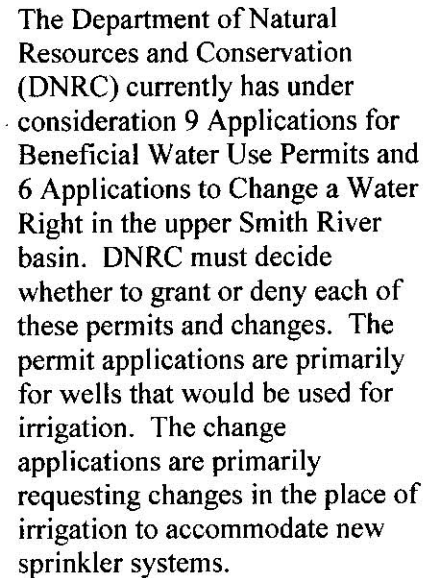 The Department of Natural
Resources and Conservation
(DNRC) currently has under
consideration 9 Applications for
Beneficial Water Use Permits and
6 Applications to Change a Water
Right in the upper Smith River
basin.  DNRC must decide
whether to grant or deny each of
these permits and changes.  The
permit applications are primarily
for wells that would be used for
irrigation.  The change
applications are primarily
requesting changes in the place of
irrigation to accommodate new
sprinkler systems.